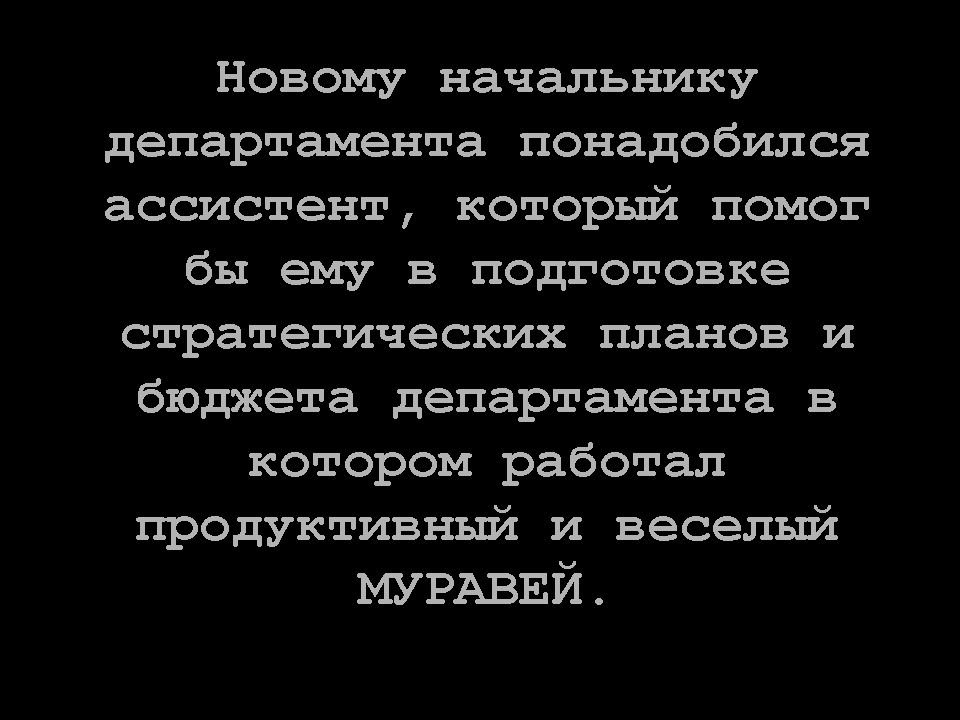 Новому начальнику
департамента понадобился
ассистент, который помог
бы ему в подготовке
стратегических планов и
бюджета департамента в
котором работал
продуктивный и веселый
МУРАВЕЙ.